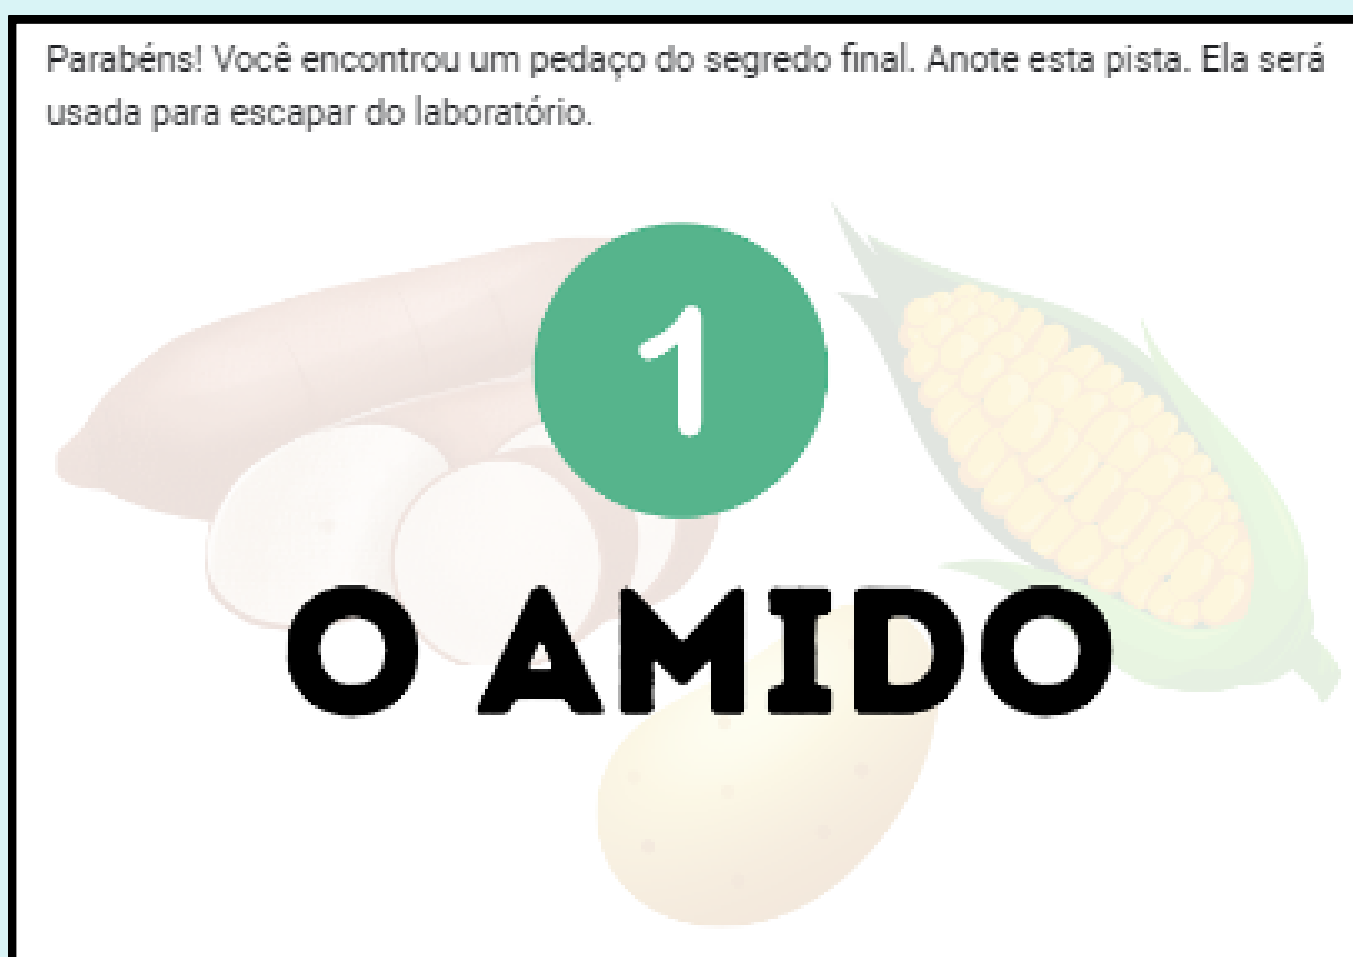 Parabéns! Você encontrou um pedaço do segredo final. Anote esta pista. Ela será
usada para escapar do laboratório.
1
O AMIDO